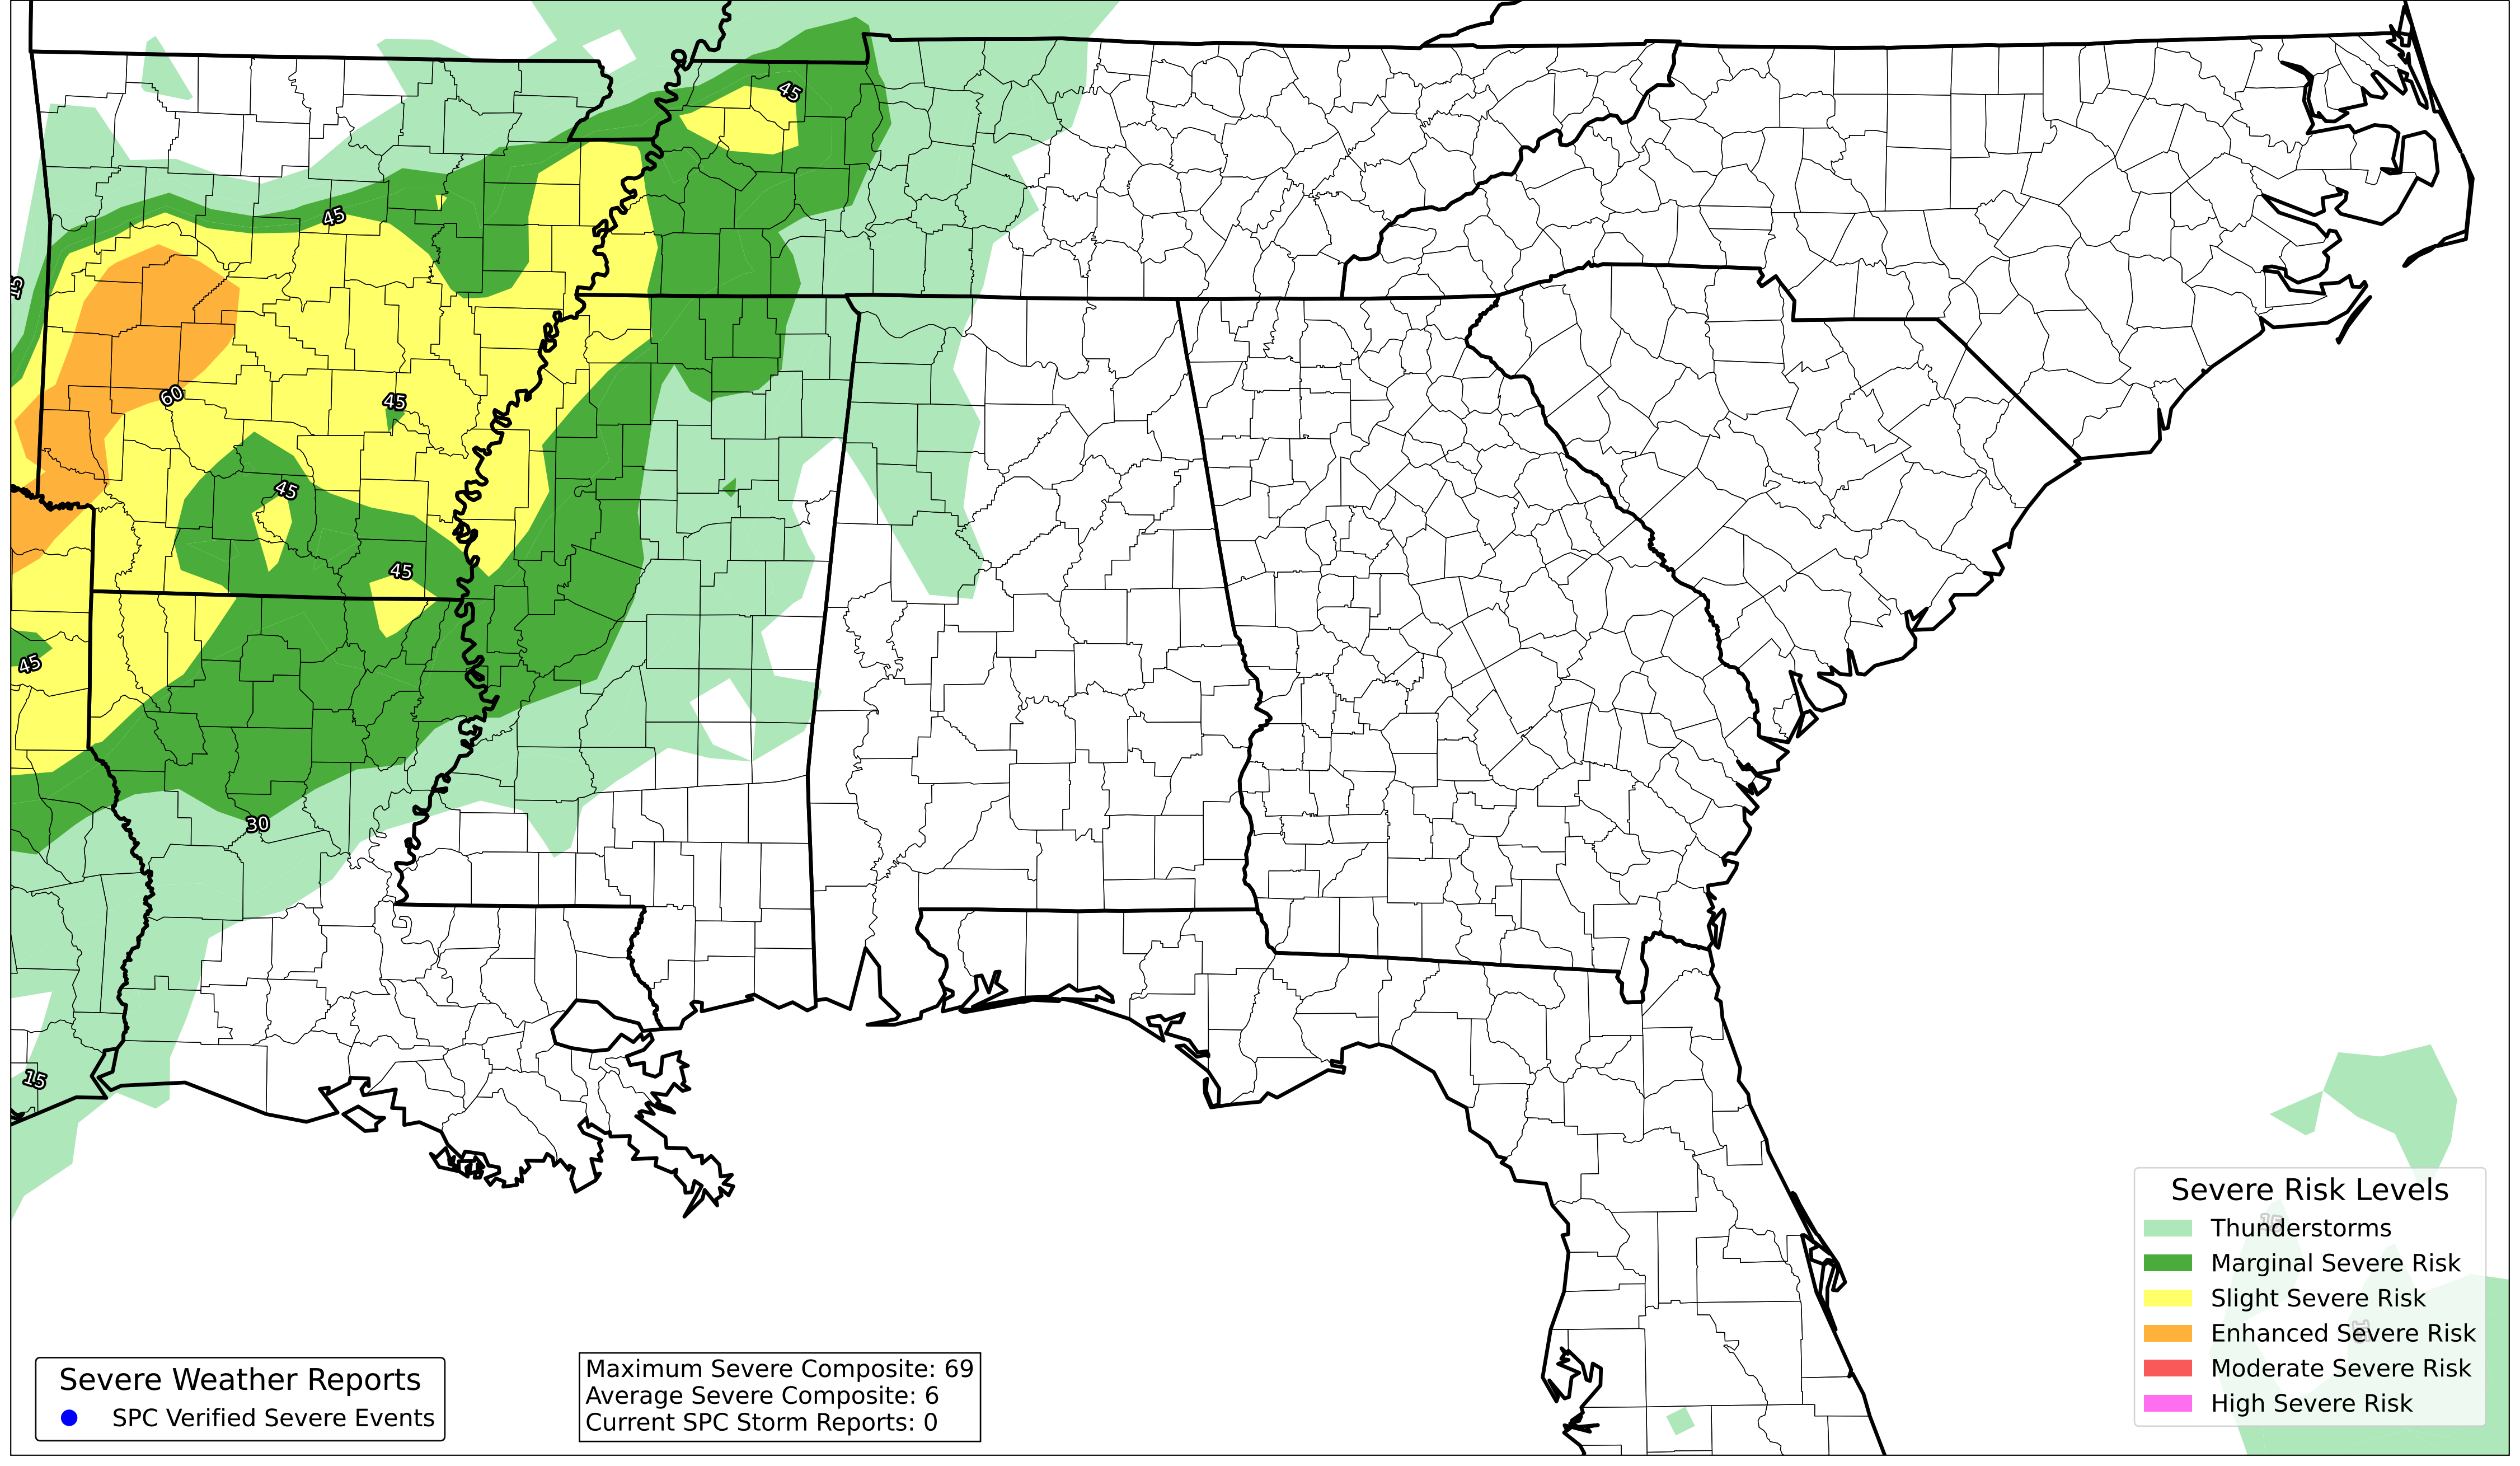 45
45
15
60
45
45
45
45
30
15
Severe Risk Levels
Thunderstorms
Marginal Severe Risk
Slight Severe Risk
Enhanced Severe Risk
Moderate Severe Risk
High Severe Risk
Severe Weather Reports
SPC Verified Severe Events
Maximum Severe Composite: 69
Average Severe Composite: 6
Current SPC Storm Reports: 0